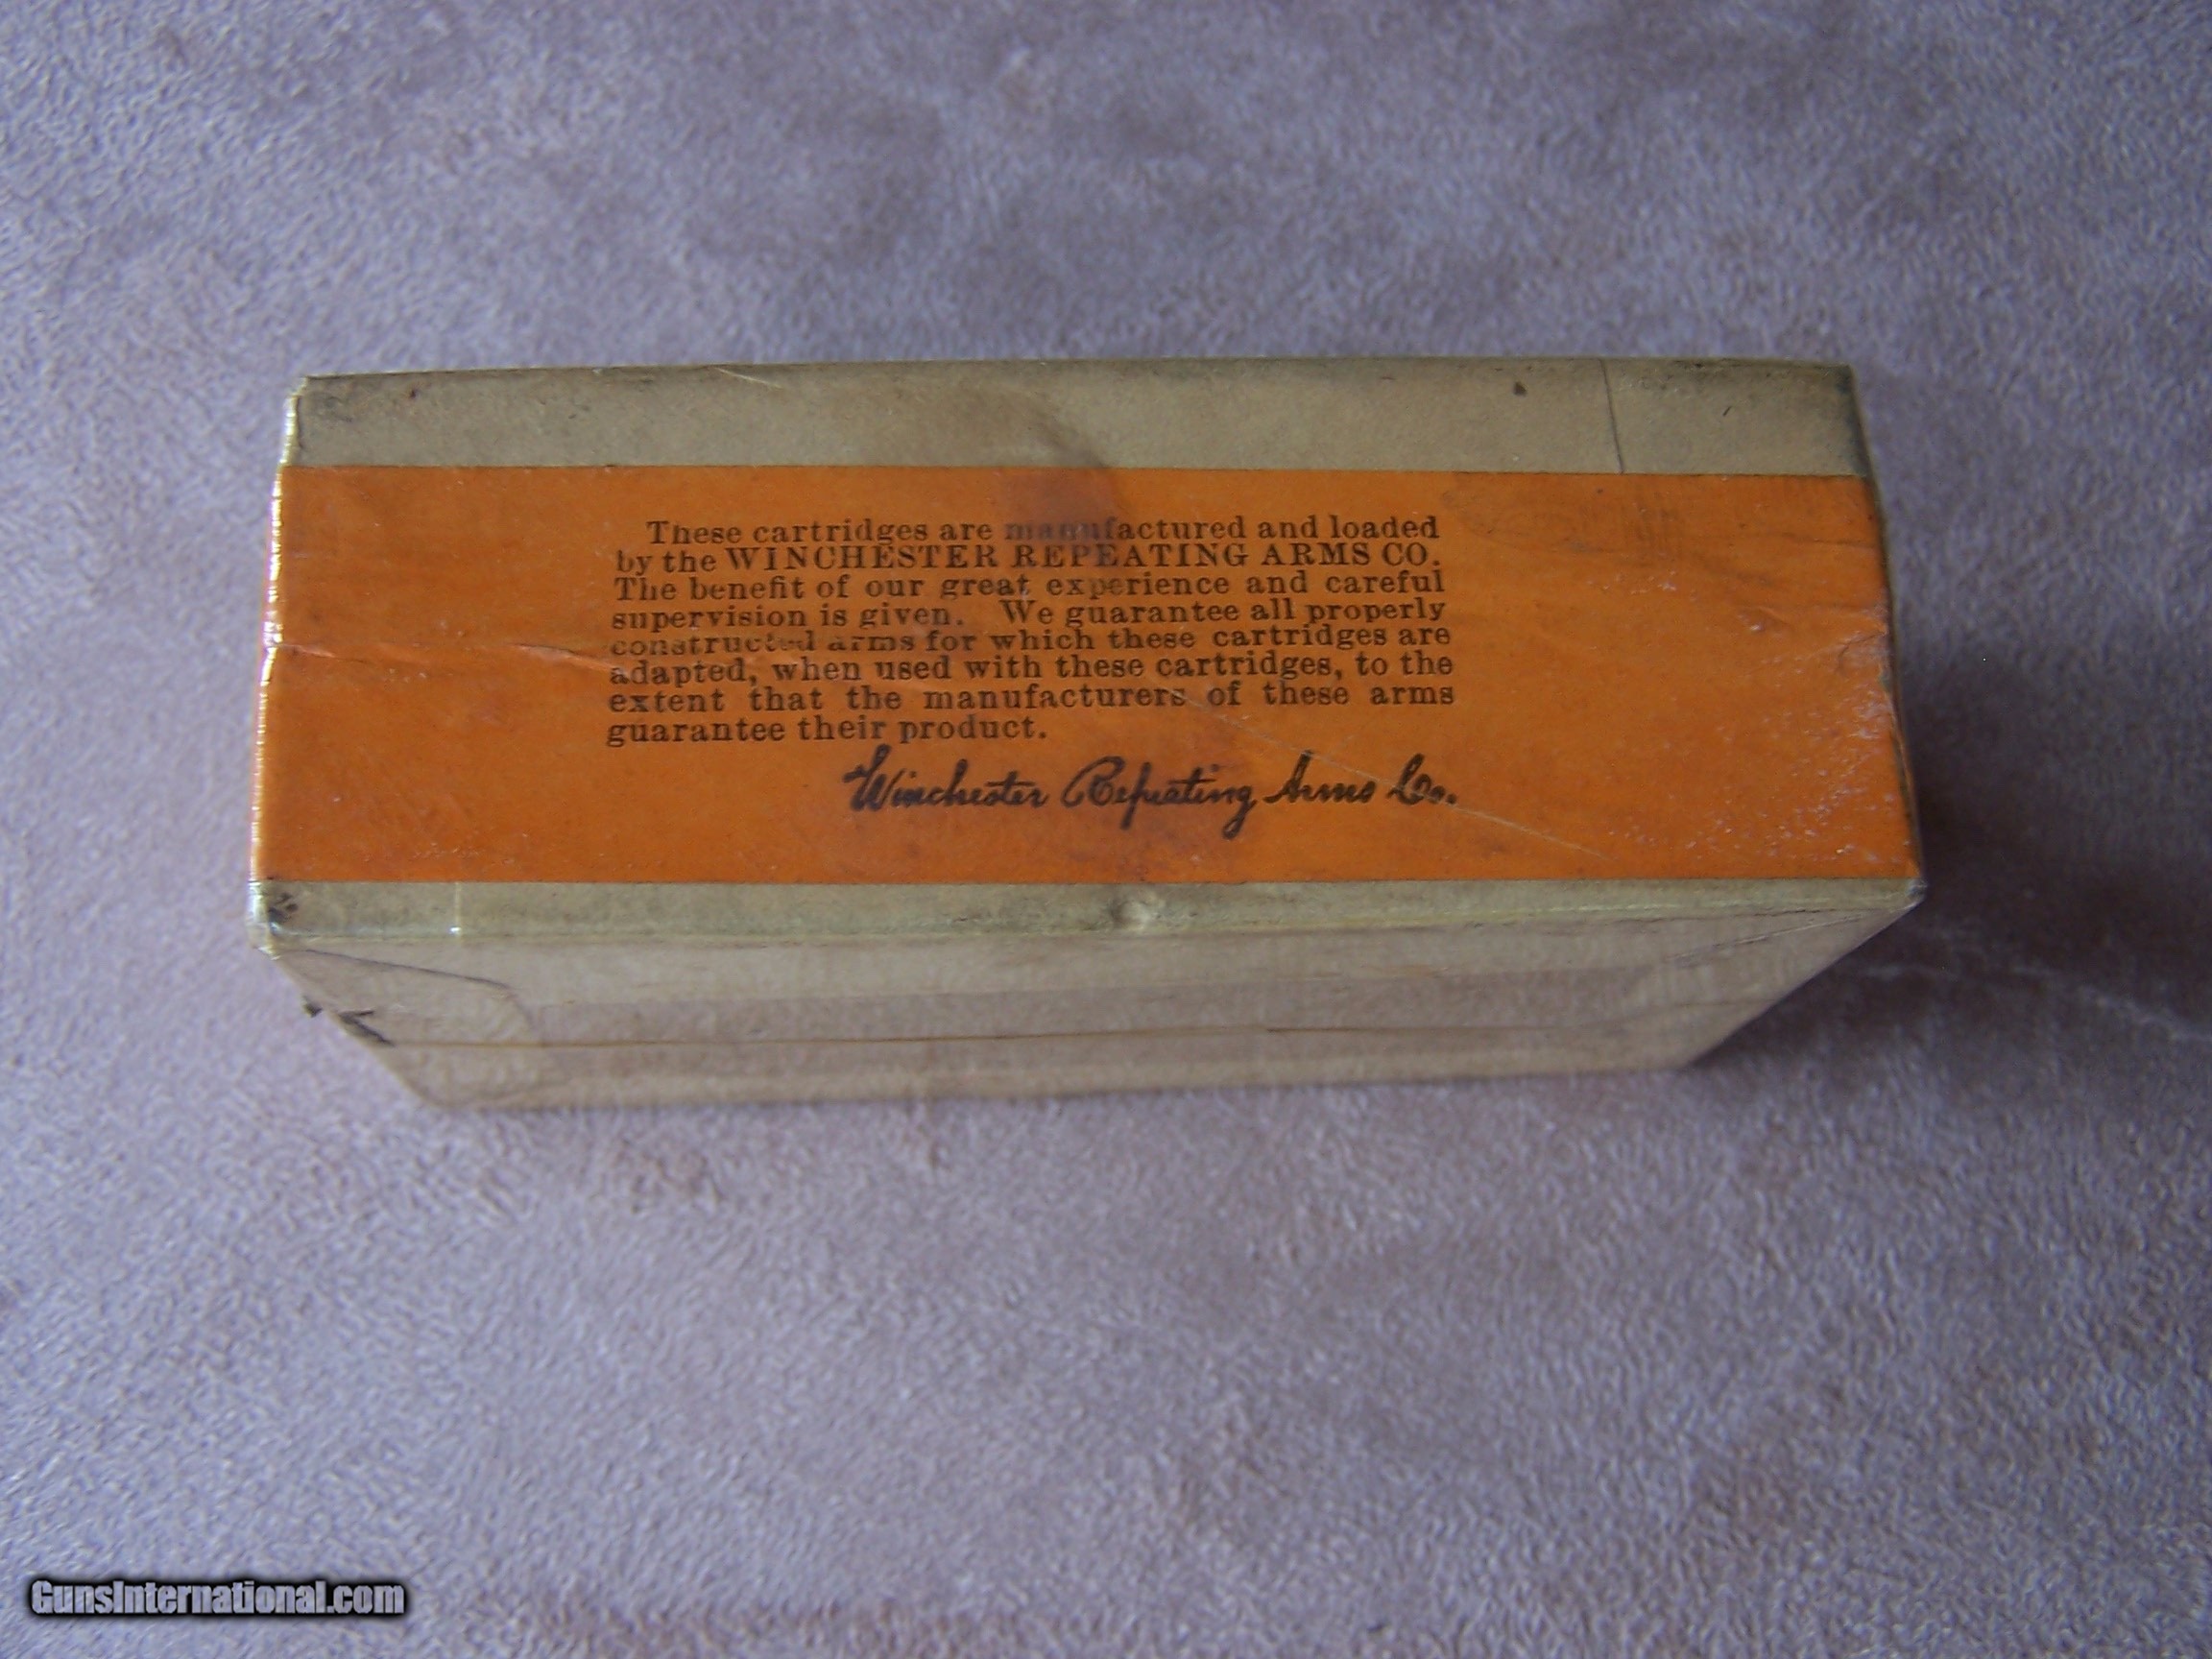 These cartridges are manufactured and loaded
by the WINCHESTER REPEATING ARMS CO.
The benefit of our great experience and careful
supervision is given. We guarantee all properly
constructed arms for which these cartridges are
adapted, when used with these cartridges, to the
extent that the manufacturers of these arms
guarantee their product.
Winchester Repeating Arms Co.
GunsInternational.com